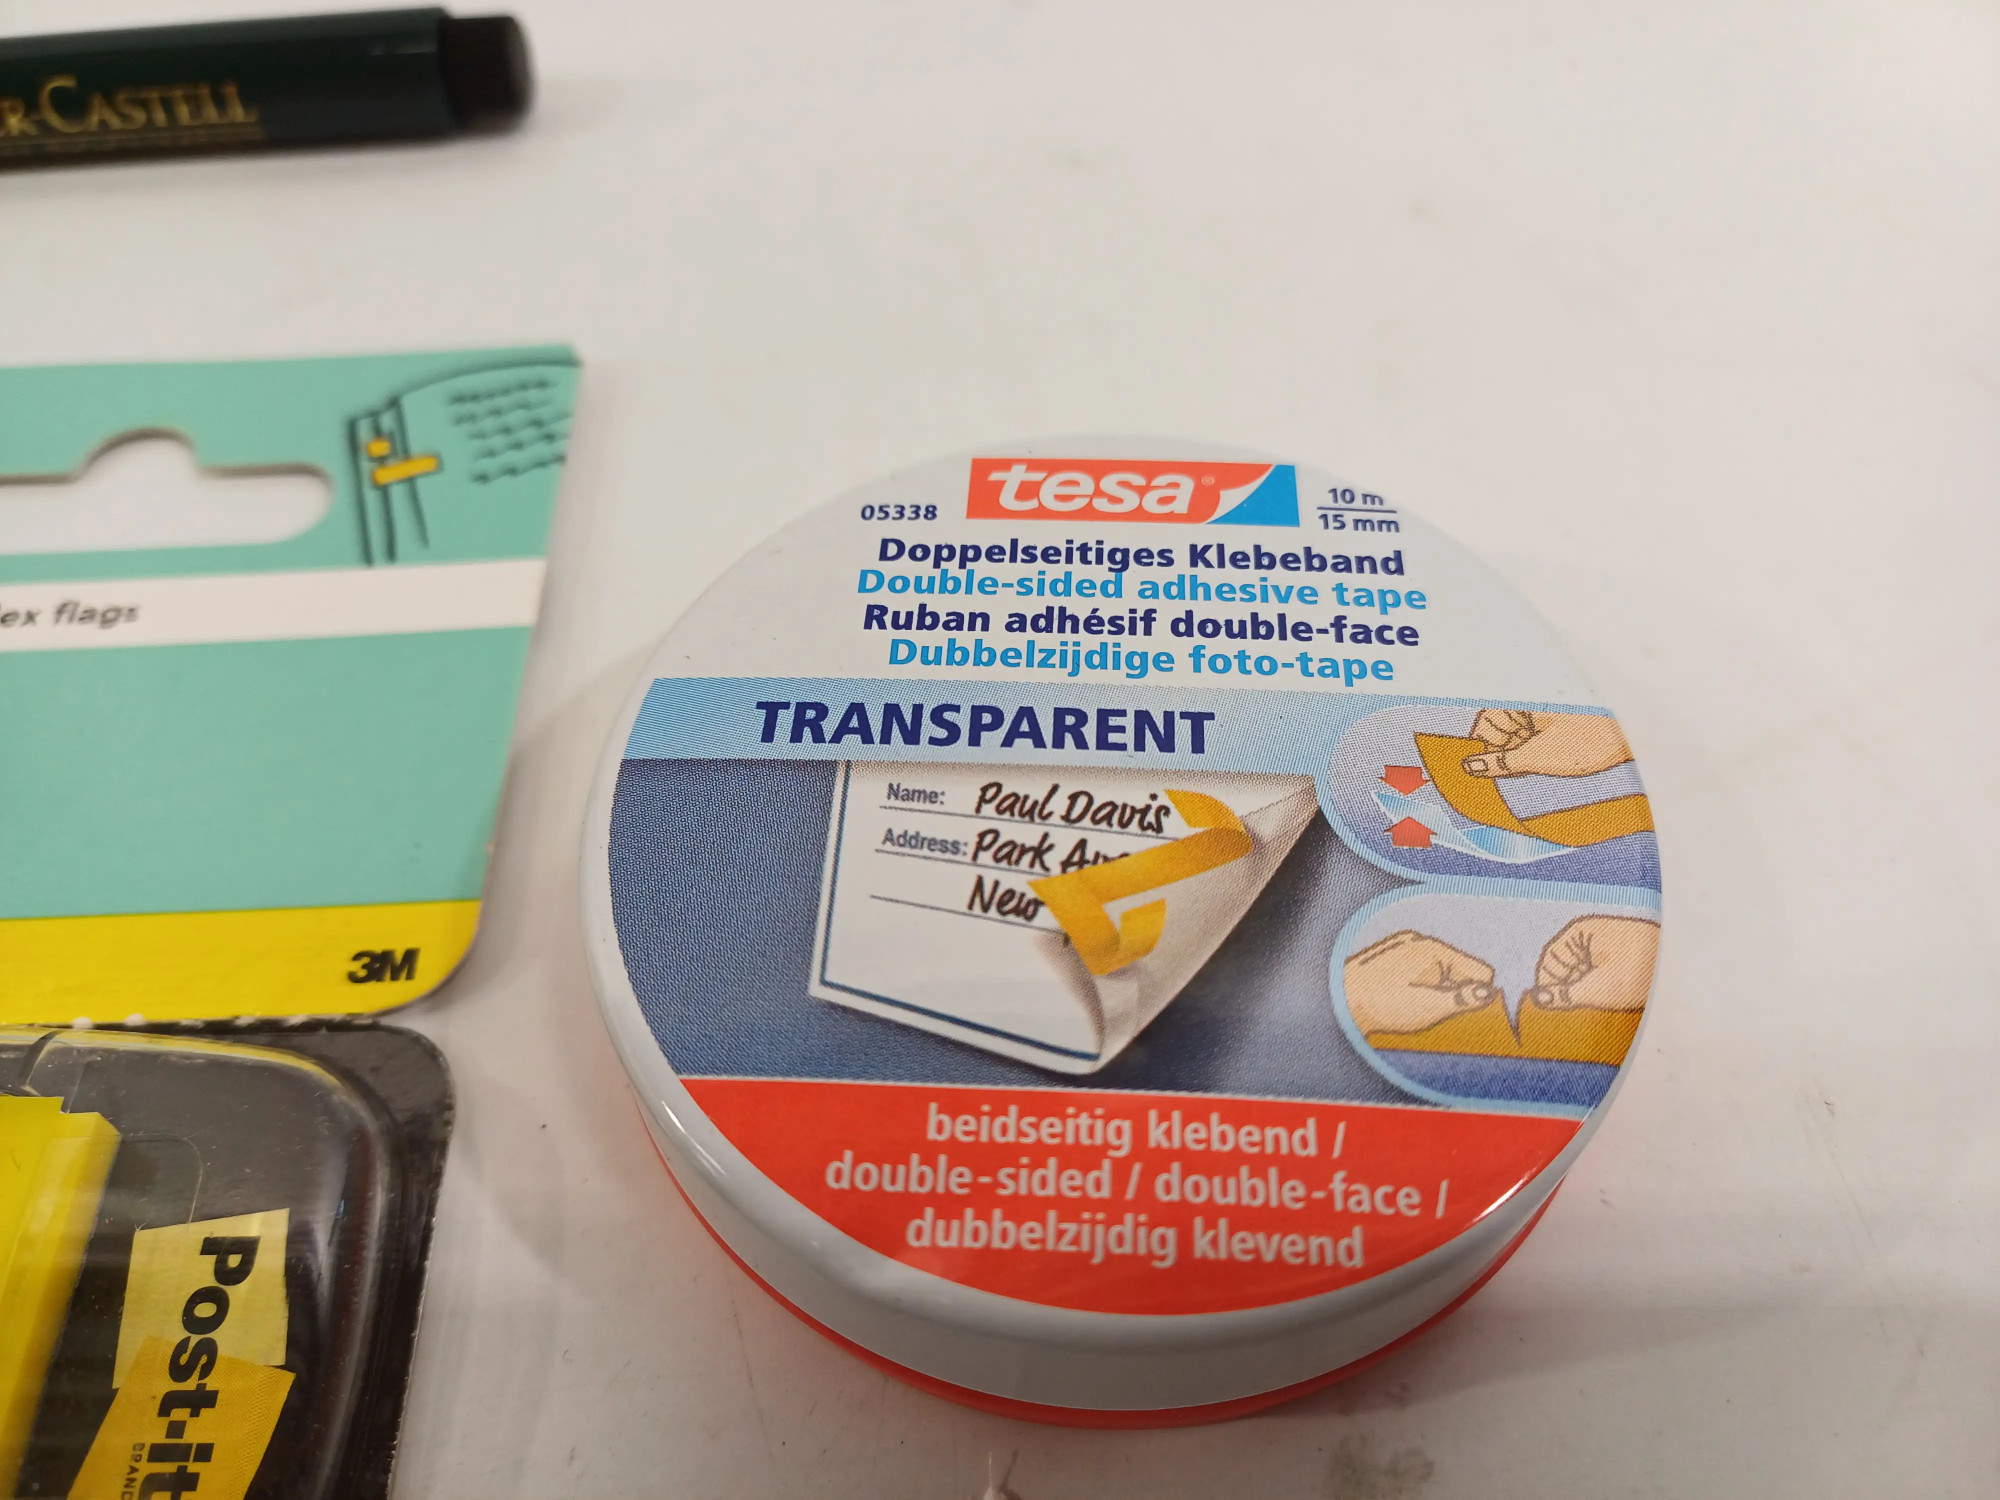 R-CASTELL
ex flags
3M
Post-it
BRAND
tesa®
05338
10 m
15 mm
Doppelseitiges Klebeband
Double-sided adhesive tape
Ruban adhésif double-face
Dubbelzijdige foto-tape
TRANSPARENT
Name: Paul Davis
Address: Park
New
beidseitig klebend /
double-sided / double-face /
dubbelzijdig klevend